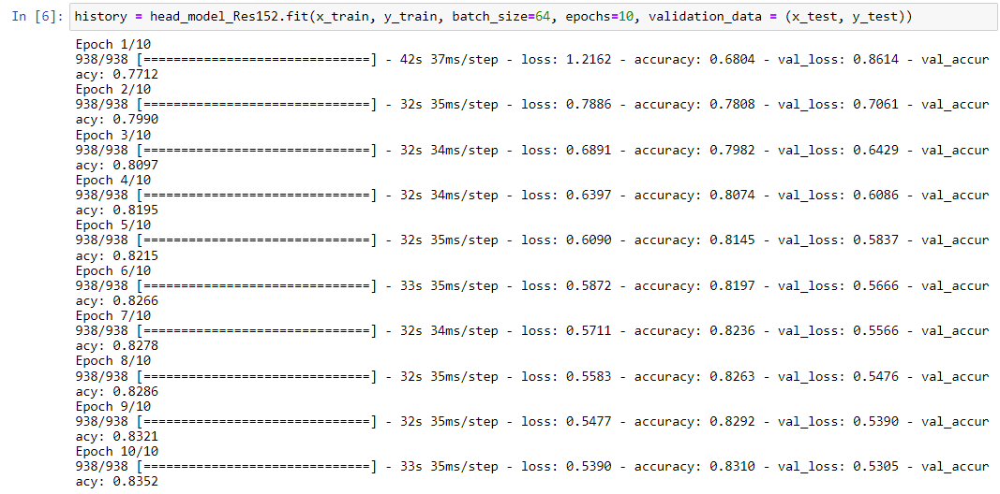 In [6]: history = head_model_Res152.fit(x_train, y_train, batch_size=64, epochs=10, validation_data = (x_test, y_test))
Epoch 1/10
938/938 [==============================] - 42s 37ms/step - loss: 1.2162 - accuracy: 0.6804 - val_loss: 0.8614 - val_accur
acy: 0.7712
Epoch 2/10
938/938 [==============================] - 32s 35ms/step - loss: 0.7886 - accuracy: 0.7808 - val_loss: 0.7061 - val_accur
acy: 0.7990
Epoch 3/10
938/938 [==============================] - 32s 34ms/step - loss: 0.6891 - accuracy: 0.7982 - val_loss: 0.6429 - val_accur
acy: 0.8097
Epoch 4/10
938/938 [==============================] - 32s 34ms/step - loss: 0.6397 - accuracy: 0.8074 - val_loss: 0.6086 - val_accur
acy: 0.8195
Epoch 5/10
938/938 [==============================] - 32s 35ms/step - loss: 0.6090 - accuracy: 0.8145 - val_loss: 0.5837 - val_accur
acy: 0.8215
Epoch 6/10
938/938 [==============================] - 33s 35ms/step - loss: 0.5872 - accuracy: 0.8197 - val_loss: 0.5666 - val_accur
acy: 0.8266
Epoch 7/10
938/938 [==============================] - 32s 34ms/step - loss: 0.5711 - accuracy: 0.8236 - val_loss: 0.5566 - val_accur
acy: 0.8278
Epoch 8/10
938/938 [==============================] - 32s 35ms/step - loss: 0.5583 - accuracy: 0.8263 - val_loss: 0.5476 - val_accur
acy: 0.8286
Epoch 9/10
938/938 [==============================] - 32s 35ms/step - loss: 0.5477 - accuracy: 0.8292 - val_loss: 0.5390 - val_accur
acy: 0.8321
Epoch 10/10
938/938 [==============================] - 33s 35ms/step - loss: 0.5390 - accuracy: 0.8310 - val_loss: 0.5305 - val_accur
acy: 0.8352